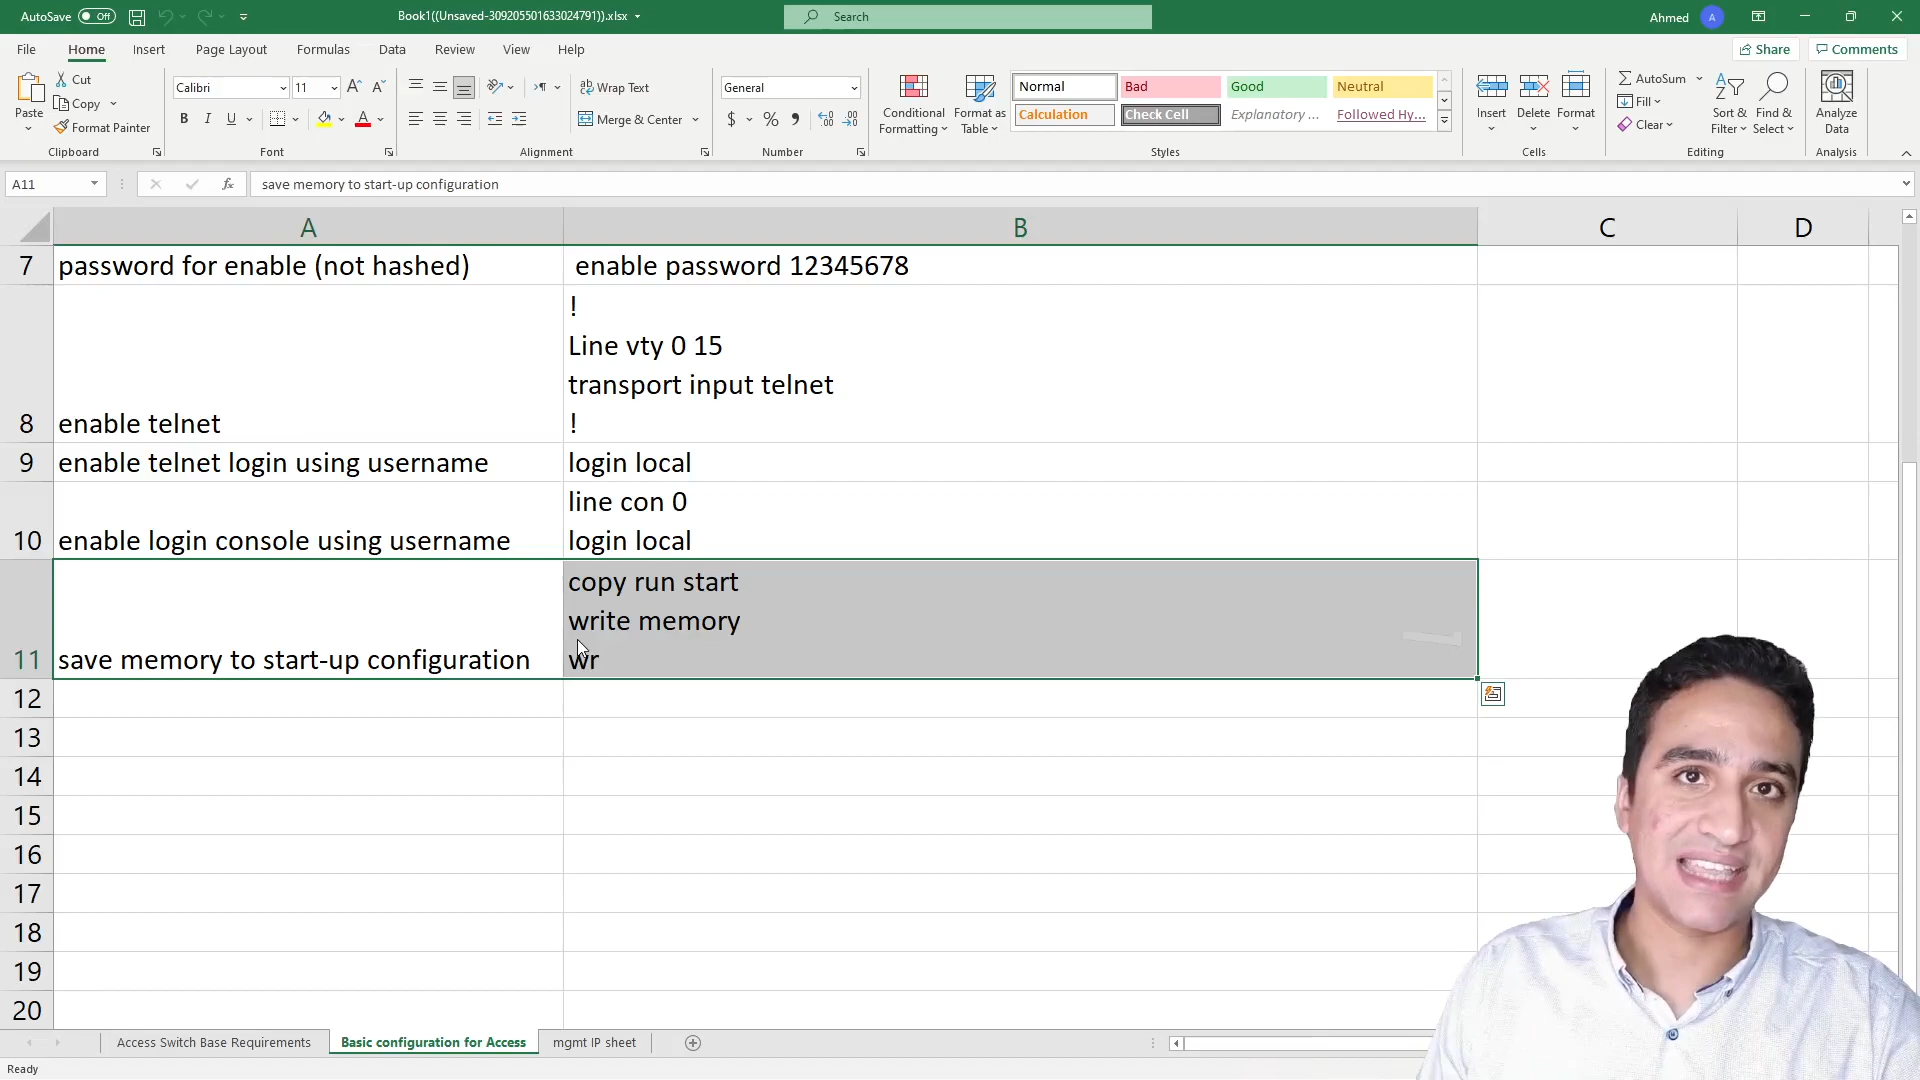 AutoSave Off Book1((Unsaved-309205501633024791)).xlsx Search Ahmed A
File Home Insert Page Layout Formulas Data Review View Help Share Comments
Paste
Cut
Copy
Format Painter
Clipboard
Calibri 11
B I U A
Font
Wrap Text
Merge & Center
Alignment
General
$ % 9
Number
Conditional
Formatting
Format as
Table
Normal Bad Good Neutral
Calculation Check Cell Explanatory ... Followed Hy...
Styles
Insert Delete Format
Cells
AutoSum
Fill
Clear
Sort &
Filter
Find &
Select
Editing
Analyze
Data
Analysis
A11 fx save memory to start-up configuration
A B C D
7 password for enable (not hashed) enable password 12345678
!
Line vty 0 15
transport input telnet
8 enable telnet !
9 enable telnet login using username login local
line con 0
10 enable login console using username login local
copy run start
write memory
11 save memory to start-up configuration wr
12
13
14
15
16
17
18
19
20
Access Switch Base Requirements Basic configuration for Access mgmt IP sheet
Ready